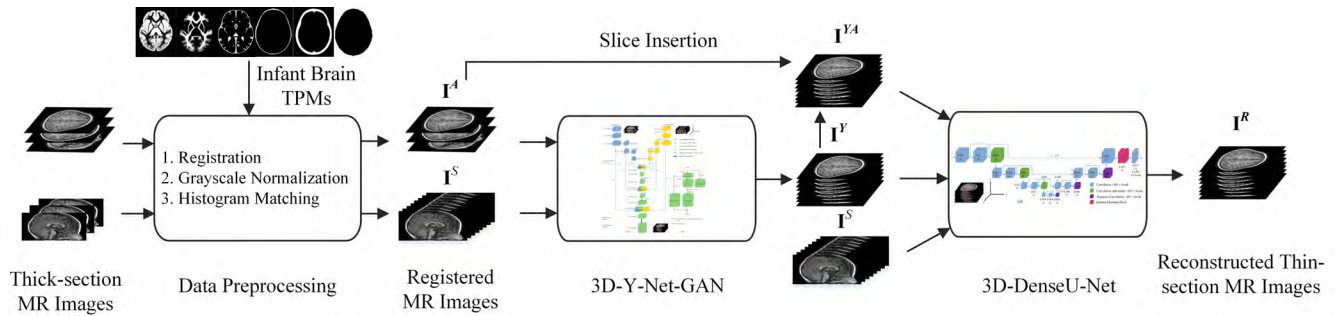 Infant Brain
TPMs
Slice Insertion
I^A
I^YA
1. Registration
2. Grayscale Normalization
3. Histogram Matching
I^S
I^Y
I^S
I^R
Thick-section
MR Images
Data Preprocessing
Registered
MR Images
3D-Y-Net-GAN
3D-DenseU-Net
Reconstructed Thin-
section MR Images